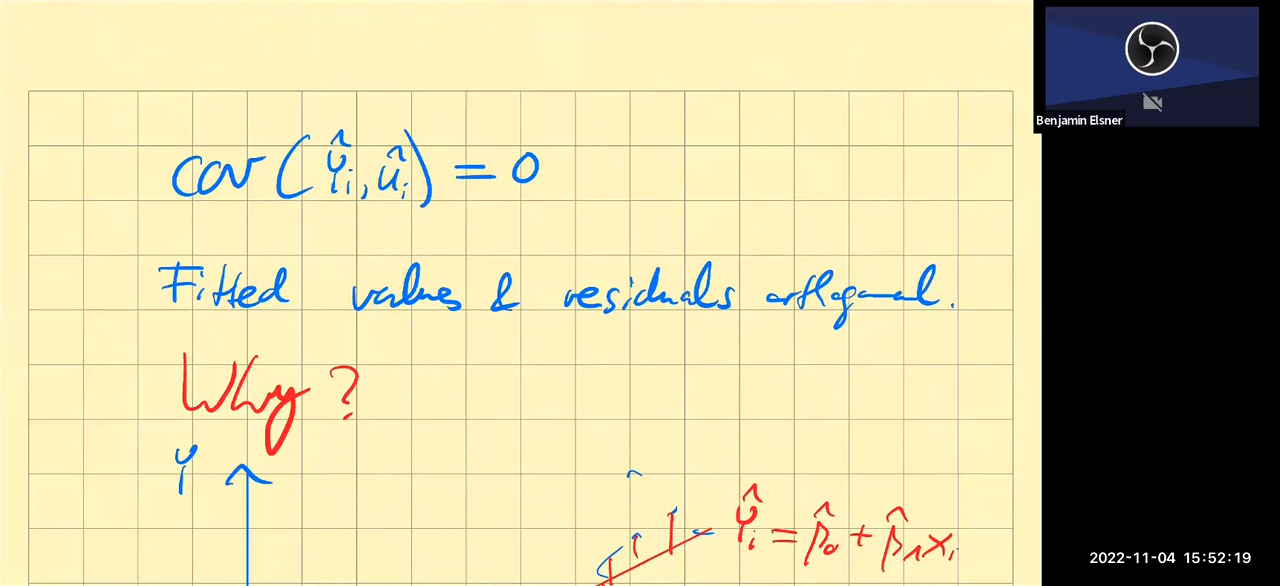 cov(Ŷi, ûi) = 0
Fitted values & residuals orthogonal.
Why?
Y
Ŷi = β̂0 + β̂1xi
Benjamin Elsner
2022-11-04 15:52:19